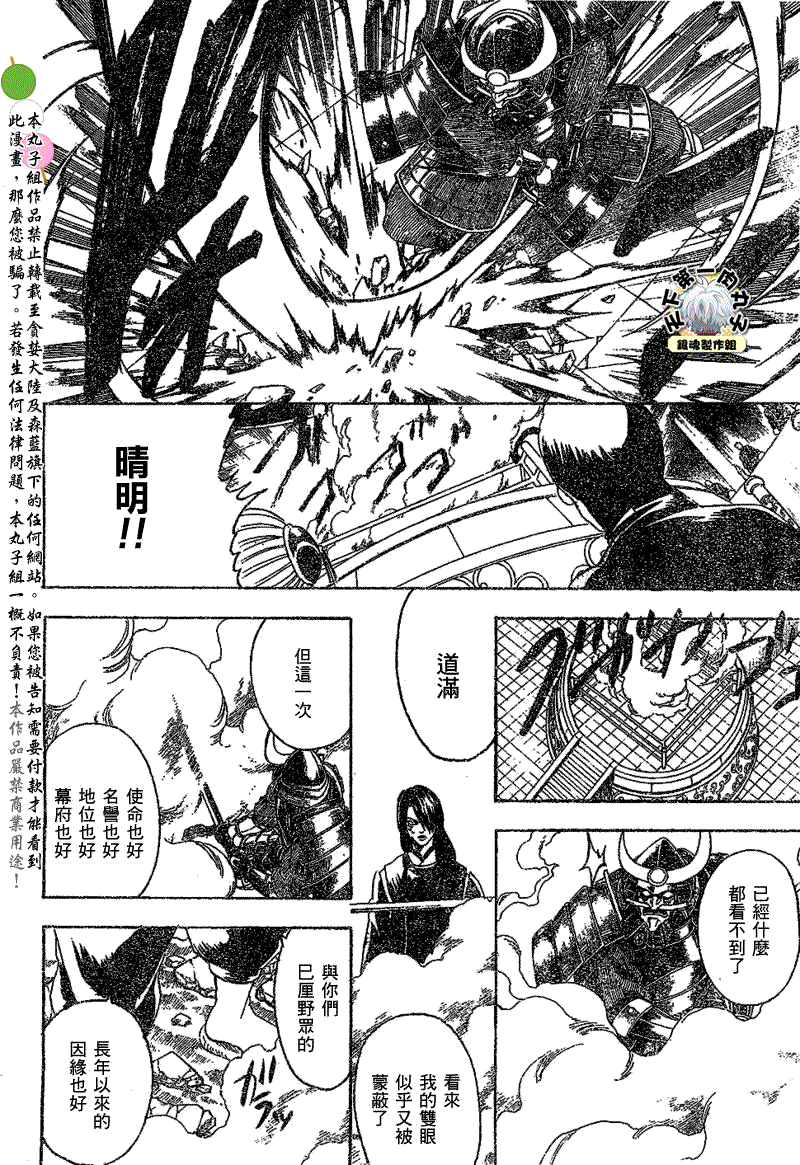 本丸子組作品禁止轉載至貪婪大陸及森藍旗下的任何網站。如果您被告知需要付款才能看到
此漫畫，那麼您被騙了。若發生任何法律問題，本丸子組一概不負責！本作品嚴禁商業用途！
天下第一肉丸子
銀魂製作組
晴明!!
道滿
已經什麼
都看不到了
看來
我的雙眼
似乎又被
蒙蔽了
但這一次
使命也好
名譽也好
地位也好
幕府也好
與你們
巳厘野眾的
長年以來的
因緣也好